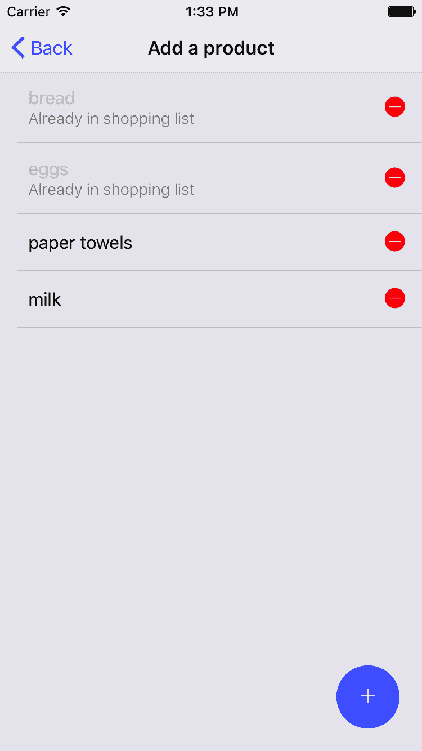 Carrier 1:33 PM
Back Add a product
bread
Already in shopping list
eggs
Already in shopping list
paper towels
milk
+